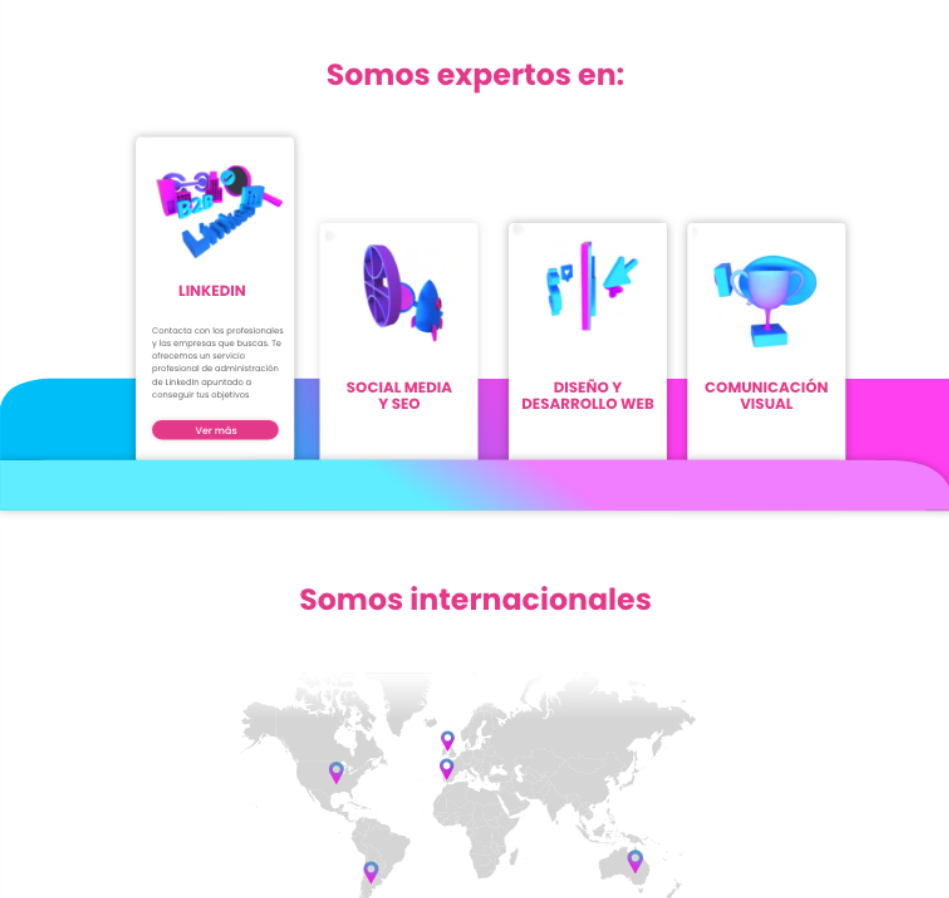 Somos expertos en:
B2B
LinkedIn
LINKEDIN
Contacta con los profesionales
y las empresas que buscas. Te
ofrecemos un servicio
profesional de administración
de LinkedIn apuntado a
conseguir tus objetivos
Ver más
SOCIAL MEDIA
Y SEO
DISEÑO Y
DESARROLLO WEB
COMUNICACIÓN
VISUAL
Somos internacionales